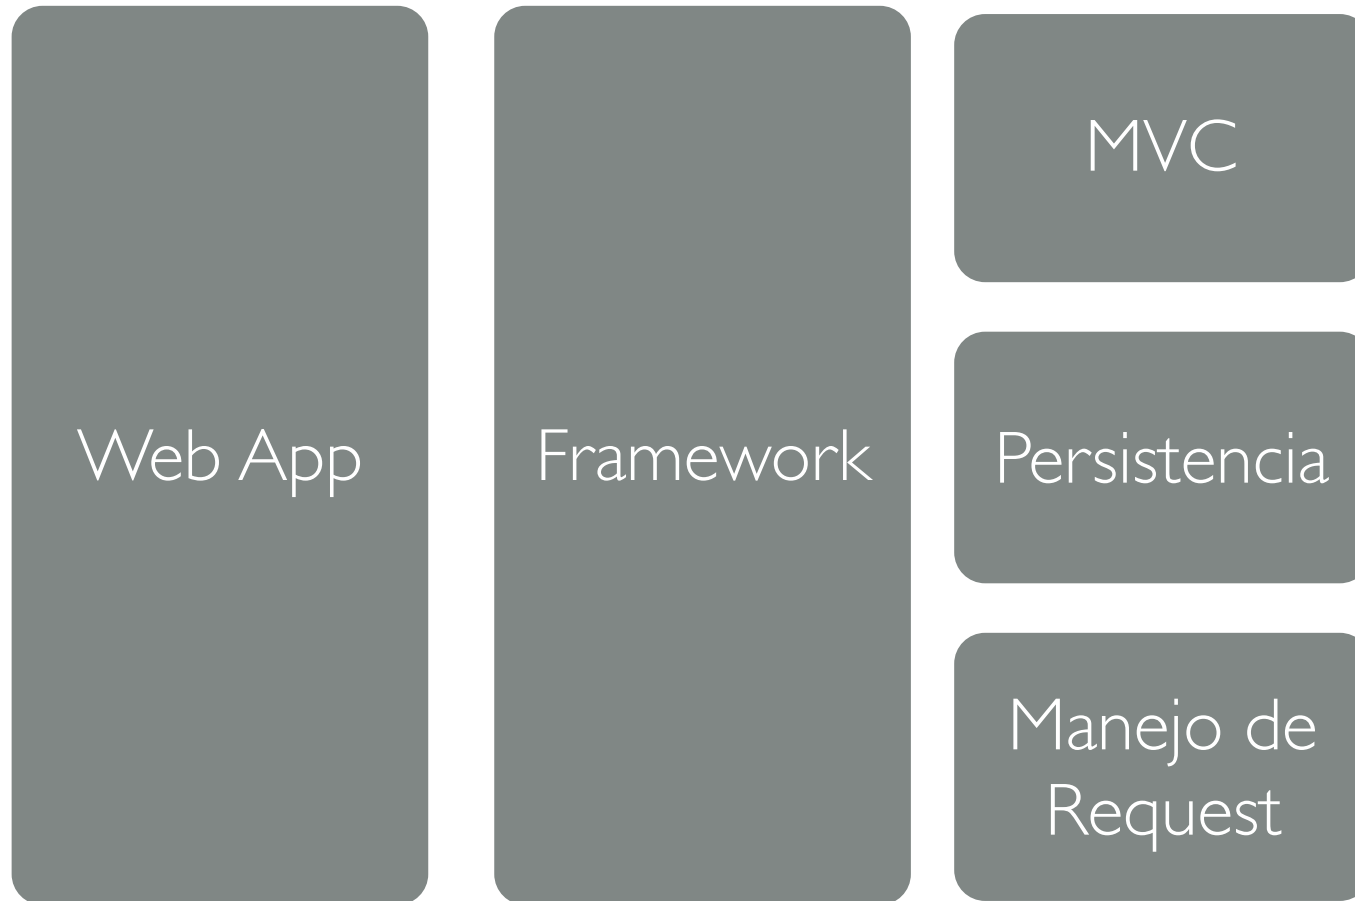 Web App
Framework
MVC
Persistencia
Manejo de
Request